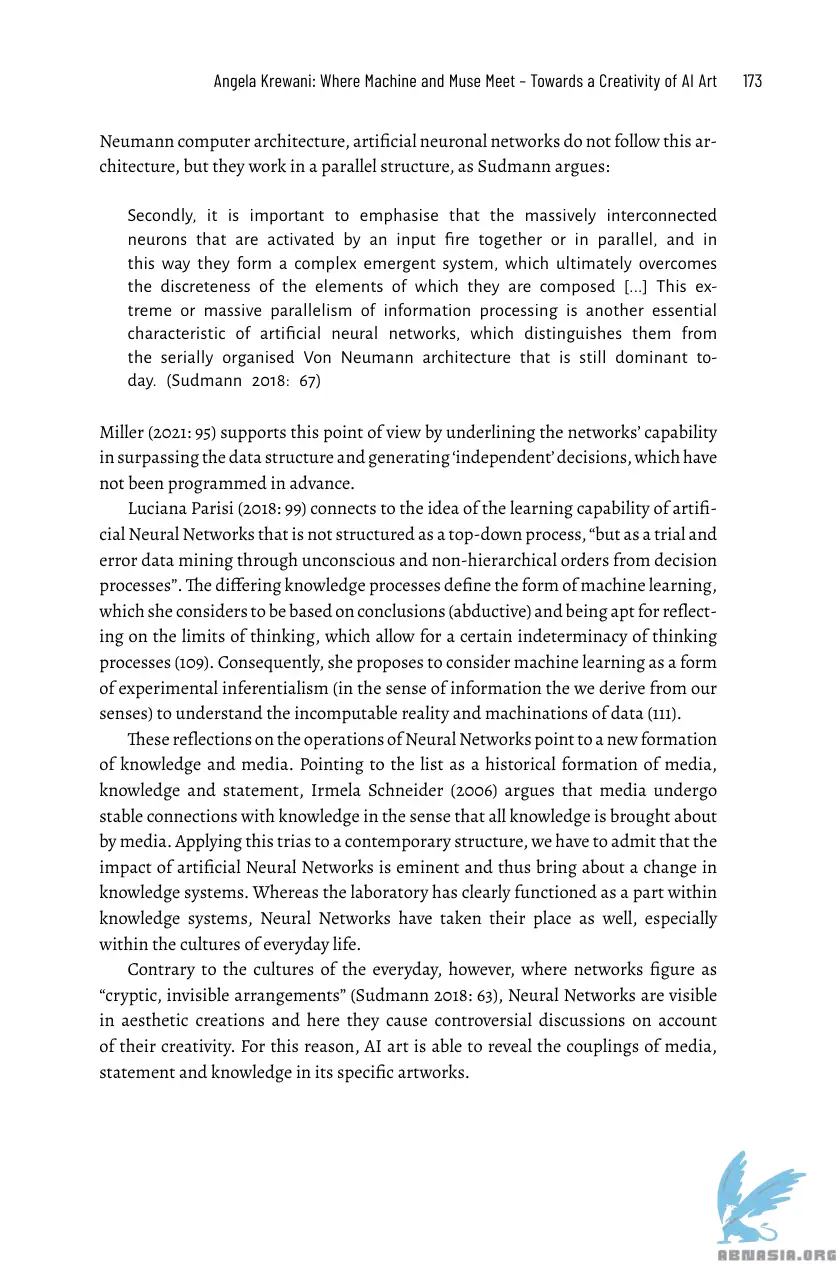 Angela Krewani: Where Machine and Muse Meet – Towards a Creativity of AI Art 173
Neumann computer architecture, artificial neuronal networks do not follow this ar-
chitecture, but they work in a parallel structure, as Sudmann argues:
Secondly, it is important to emphasise that the massively interconnected
neurons that are activated by an input fire together or in parallel, and in
this way they form a complex emergent system, which ultimately overcomes
the discreteness of the elements of which they are composed [...] This ex-
treme or massive parallelism of information processing is another essential
characteristic of artificial neural networks, which distinguishes them from
the serially organised Von Neumann architecture that is still dominant to-
day. (Sudmann 2018: 67)
Miller (2021: 95) supports this point of view by underlining the networks’ capability
in surpassing the data structure and generating ‘independent’ decisions, which have
not been programmed in advance.
Luciana Parisi (2018: 99) connects to the idea of the learning capability of artifi-
cial Neural Networks that is not structured as a top-down process, “but as a trial and
error data mining through unconscious and non-hierarchical orders from decision
processes”. The differing knowledge processes define the form of machine learning,
which she considers to be based on conclusions (abductive) and being apt for reflect-
ing on the limits of thinking, which allow for a certain indeterminacy of thinking
processes (109). Consequently, she proposes to consider machine learning as a form
of experimental inferentialism (in the sense of information the we derive from our
senses) to understand the incomputable reality and machinations of data (111).
These reflections on the operations of Neural Networks point to a new formation
of knowledge and media. Pointing to the list as a historical formation of media,
knowledge and statement, Irmela Schneider (2006) argues that media undergo
stable connections with knowledge in the sense that all knowledge is brought about
by media. Applying this trias to a contemporary structure, we have to admit that the
impact of artificial Neural Networks is eminent and thus bring about a change in
knowledge systems. Whereas the laboratory has clearly functioned as a part within
knowledge systems, Neural Networks have taken their place as well, especially
within the cultures of everyday life.
Contrary to the cultures of the everyday, however, where networks figure as
“cryptic, invisible arrangements” (Sudmann 2018: 63), Neural Networks are visible
in aesthetic creations and here they cause controversial discussions on account
of their creativity. For this reason, AI art is able to reveal the couplings of media,
statement and knowledge in its specific artworks.
ABNASIA.ORG